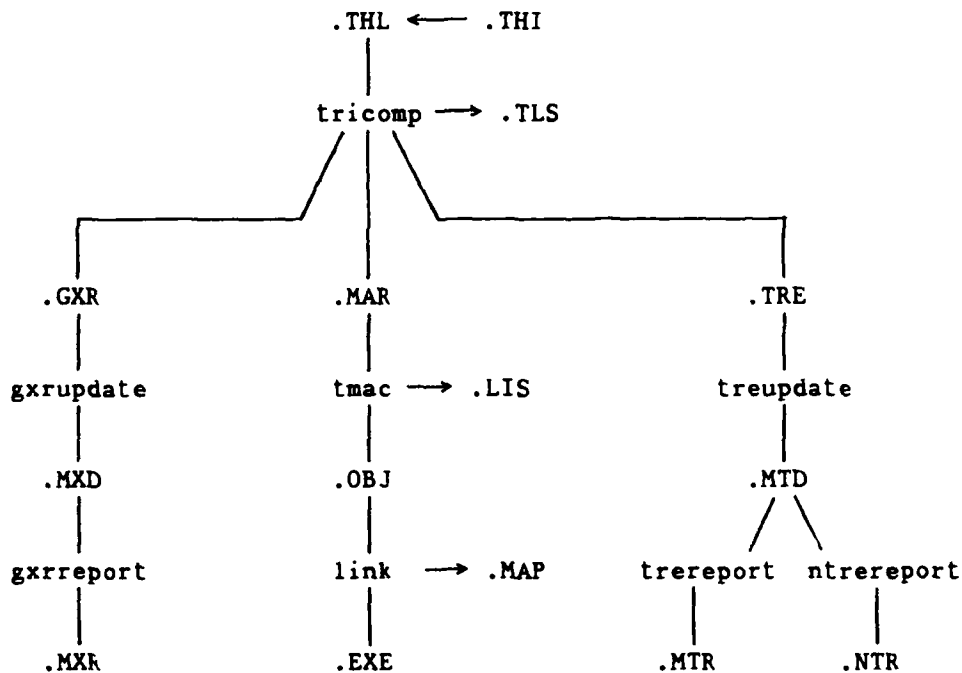 .THL ← .THI
tricomp → .TLS
.GXR .MAR .TRE
gxrupdate tmac → .LIS treupdate
.MXD .OBJ .MTD
gxrreport link → .MAP trereport ntrereport
.MXR .EXE .MTR .NTR